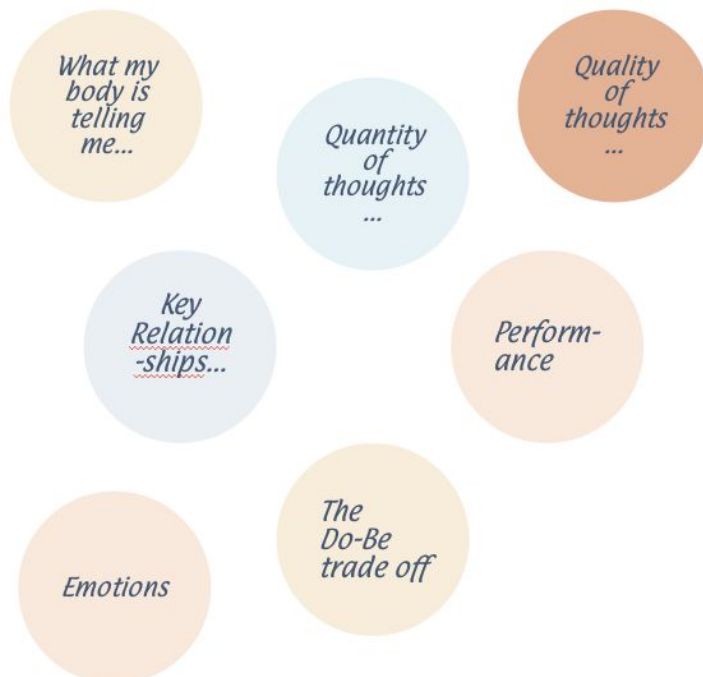 What my
body is
telling
me...
Quantity
of
thoughts
...
Quality
of
thoughts
...
Key
Relation
-ships...
Perform-
ance
Emotions
The
Do-Be
trade off